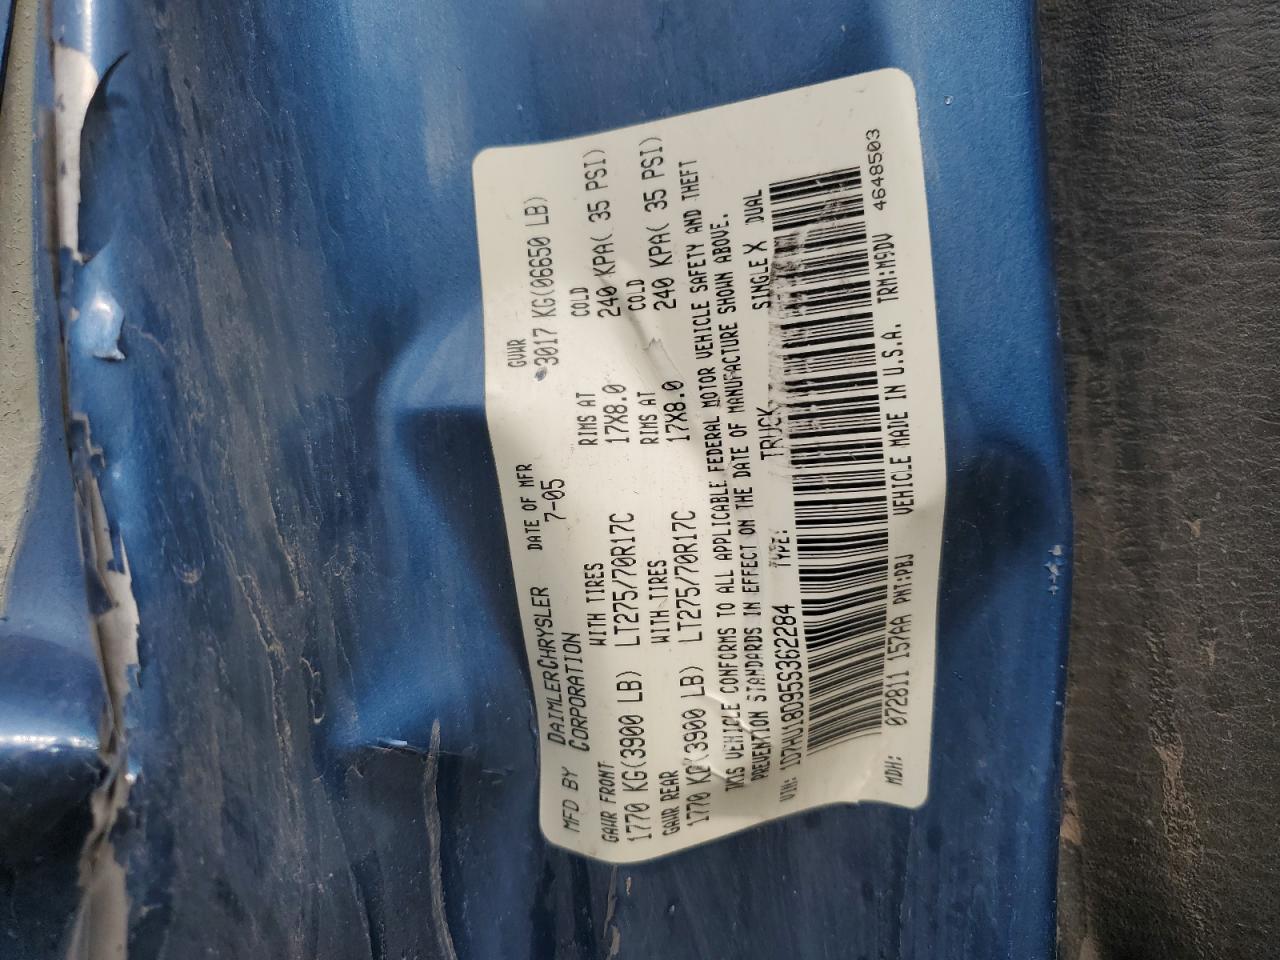 MFD BY DAIMLERCHRYSLER CORPORATION DATE OF MFR 7-05 GVWR 3017 KG(06650 LB)
GAWR FRONT WITH TIRES RIMS AT COLD
1770 KG(3900 LB) LT275/70R17C 17X8.0 240 KPA( 35 PSI)
GAWR REAR WITH TIRES RIMS AT COLD
1770 KG(3900 LB) LT275/70R17C 17X8.0 240 KPA( 35 PSI)
THIS VEHICLE CONFORMS TO ALL APPLICABLE FEDERAL MOTOR VEHICLE SAFETY AND THEFT
PREVENTION STANDARDS IN EFFECT ON THE DATE OF MANUFACTURE SHOWN ABOVE.
VIN: 1D7HU18D95S362284 TYPE: TRUCK SINGLE X DUAL
MDH: 072811 157AA PNT:PBJ VEHICLE MADE IN U.S.A. TRM:M9DV 4648503